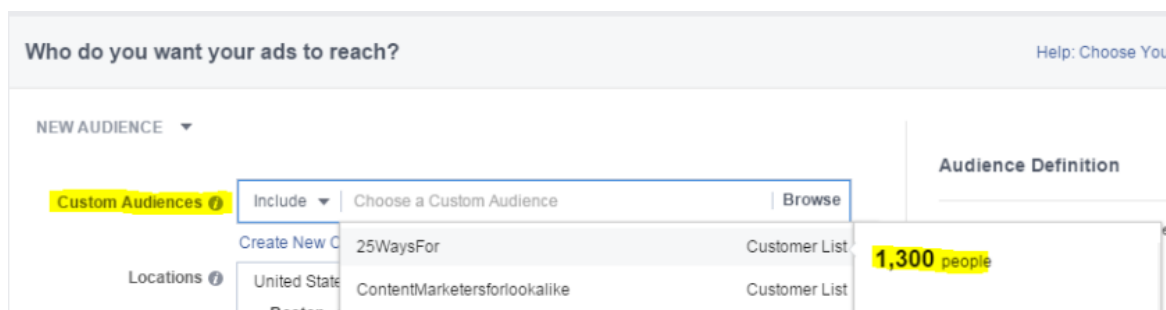 Who do you want your ads to reach?
Help: Choose You
NEW AUDIENCE
Audience Definition
Custom Audiences
Include
Choose a Custom Audience
Browse
Create New C
25WaysFor
Customer List
1,300 people
Locations
United State
ContentMarketersforlookalike
Customer List